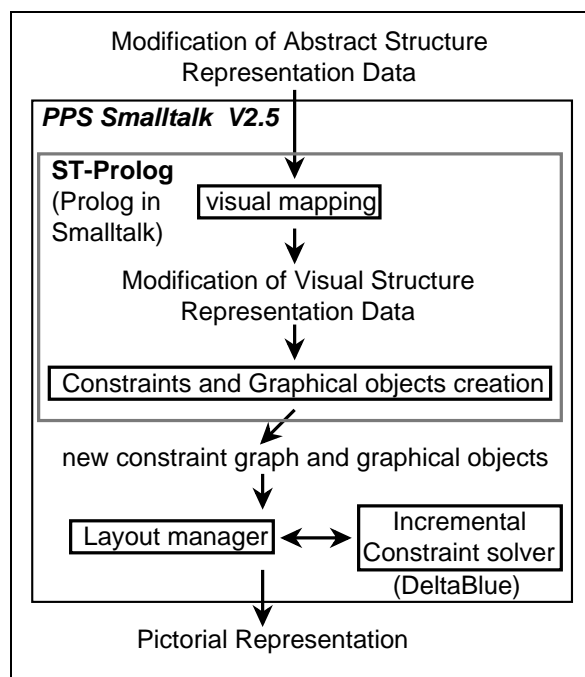 Modification of Abstract Structure
Representation Data
PPS Smalltalk V2.5
ST-Prolog
(Prolog in
Smalltalk)
visual mapping
Modification of Visual Structure
Representation Data
Constraints and Graphical objects creation
new constraint graph and graphical objects
Layout manager
Incremental
Constraint solver
(DeltaBlue)
Pictorial Representation